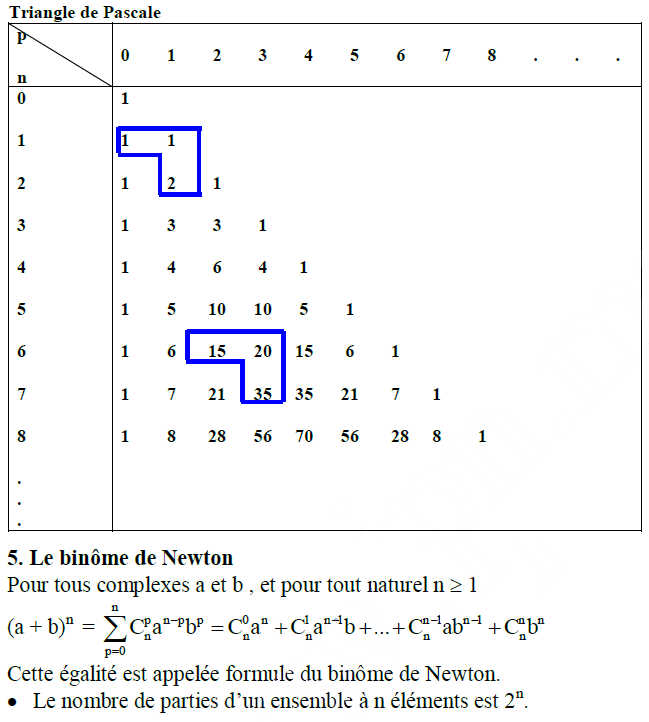 Triangle de Pascale
p
n
0 1 2 3 4 5 6 7 8 . . .
0 1
1 1 1
2 1 2 1
3 1 3 3 1
4 1 4 6 4 1
5 1 5 10 10 5 1
6 1 6 15 20 15 6 1
7 1 7 21 35 35 21 7 1
8 1 8 28 56 70 56 28 8 1
.
.
.
5. Le binôme de Newton
Pour tous complexes a et b , et pour tout naturel n ≥ 1
(a + b)ⁿ = ∑_{p=0}^{n} C_n^p a^{n−p} b^p = C_n^0 a^n + C_n^1 a^{n−1} b + ... + C_n^{n−1} ab^{n−1} + C_n^n b^n
Cette égalité est appelée formule du binôme de Newton.
• Le nombre de parties d’un ensemble à n éléments est 2ⁿ.